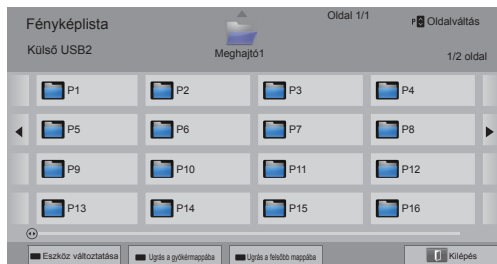 Fényképlista
Külső USB2
Meghajtó1
Oldal 1/1
P Oldalváltás
1/2 oldal
P1 P2 P3 P4
P5 P6 P7 P8
P9 P10 P11 P12
P13 P14 P15 P16
Eszköz változtatása Ugrás a gyökérmappába Ugrás a felsőbb mappába Kilépés